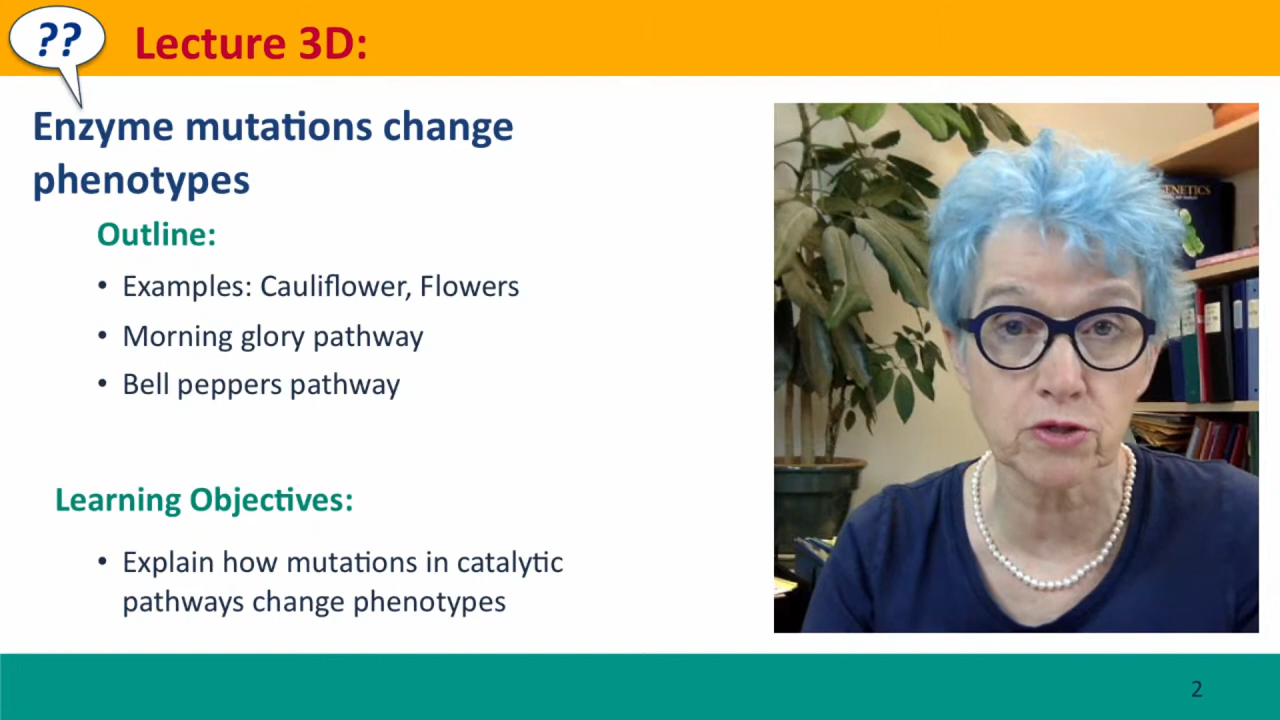 ??
Lecture 3D:
Enzyme mutations change
phenotypes
Outline:
• Examples: Cauliflower, Flowers
• Morning glory pathway
• Bell peppers pathway
Learning Objectives:
• Explain how mutations in catalytic
pathways change phenotypes
GENETICS
2